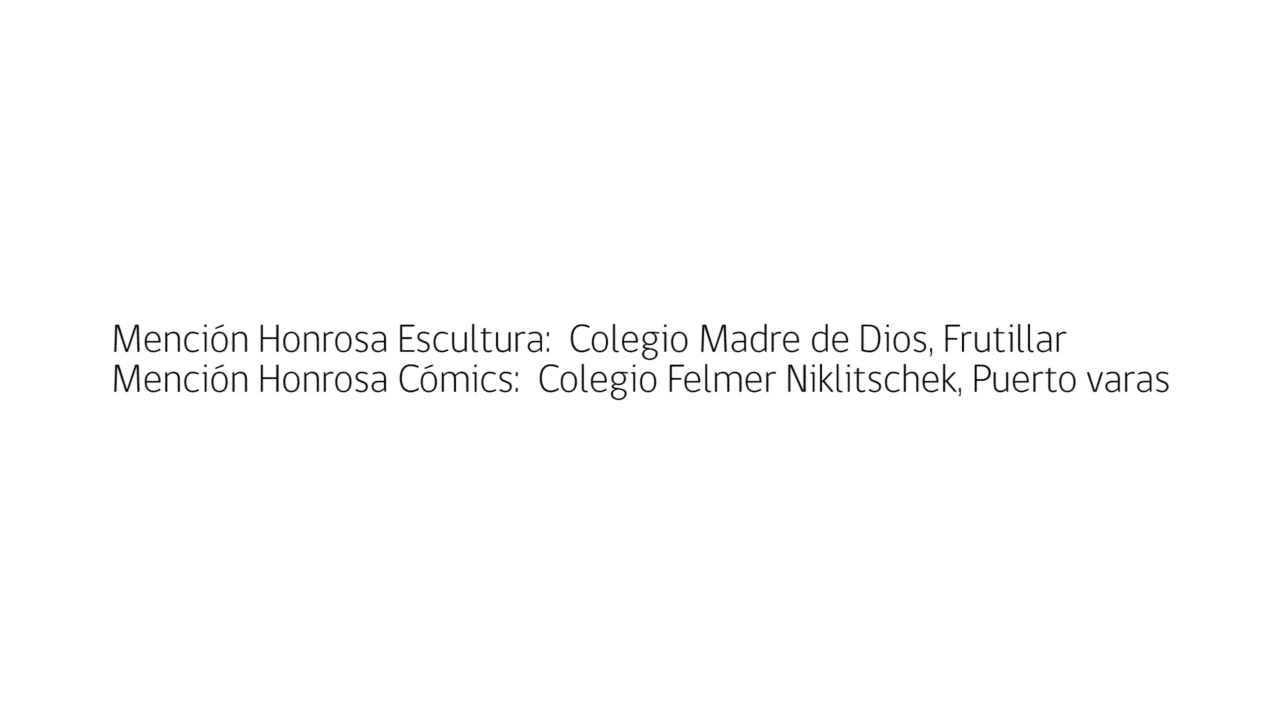 Mención Honrosa Escultura:  Colegio Madre de Dios, Frutillar
Mención Honrosa Cómics:  Colegio Felmer Niklitschek, Puerto varas